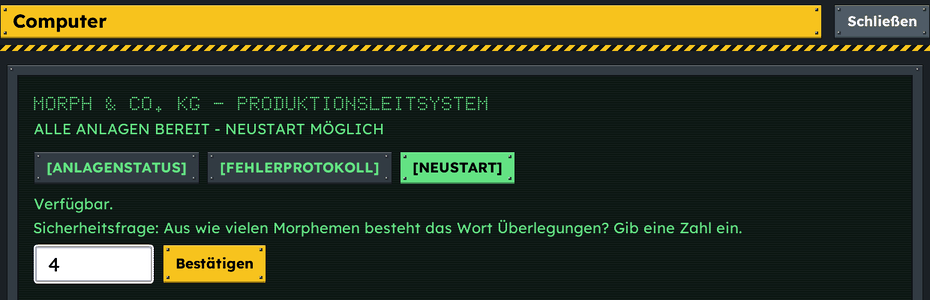 Computer
Schließen
MORPH & CO. KG – PRODUKTIONSLEITSYSTEM
ALLE ANLAGEN BEREIT - NEUSTART MÖGLICH
[ANLAGENSTATUS] [FEHLERPROTOKOLL] [NEUSTART]
Verfügbar.
Sicherheitsfrage: Aus wie vielen Morphemen besteht das Wort Überlegungen? Gib eine Zahl ein.
4 Bestätigen